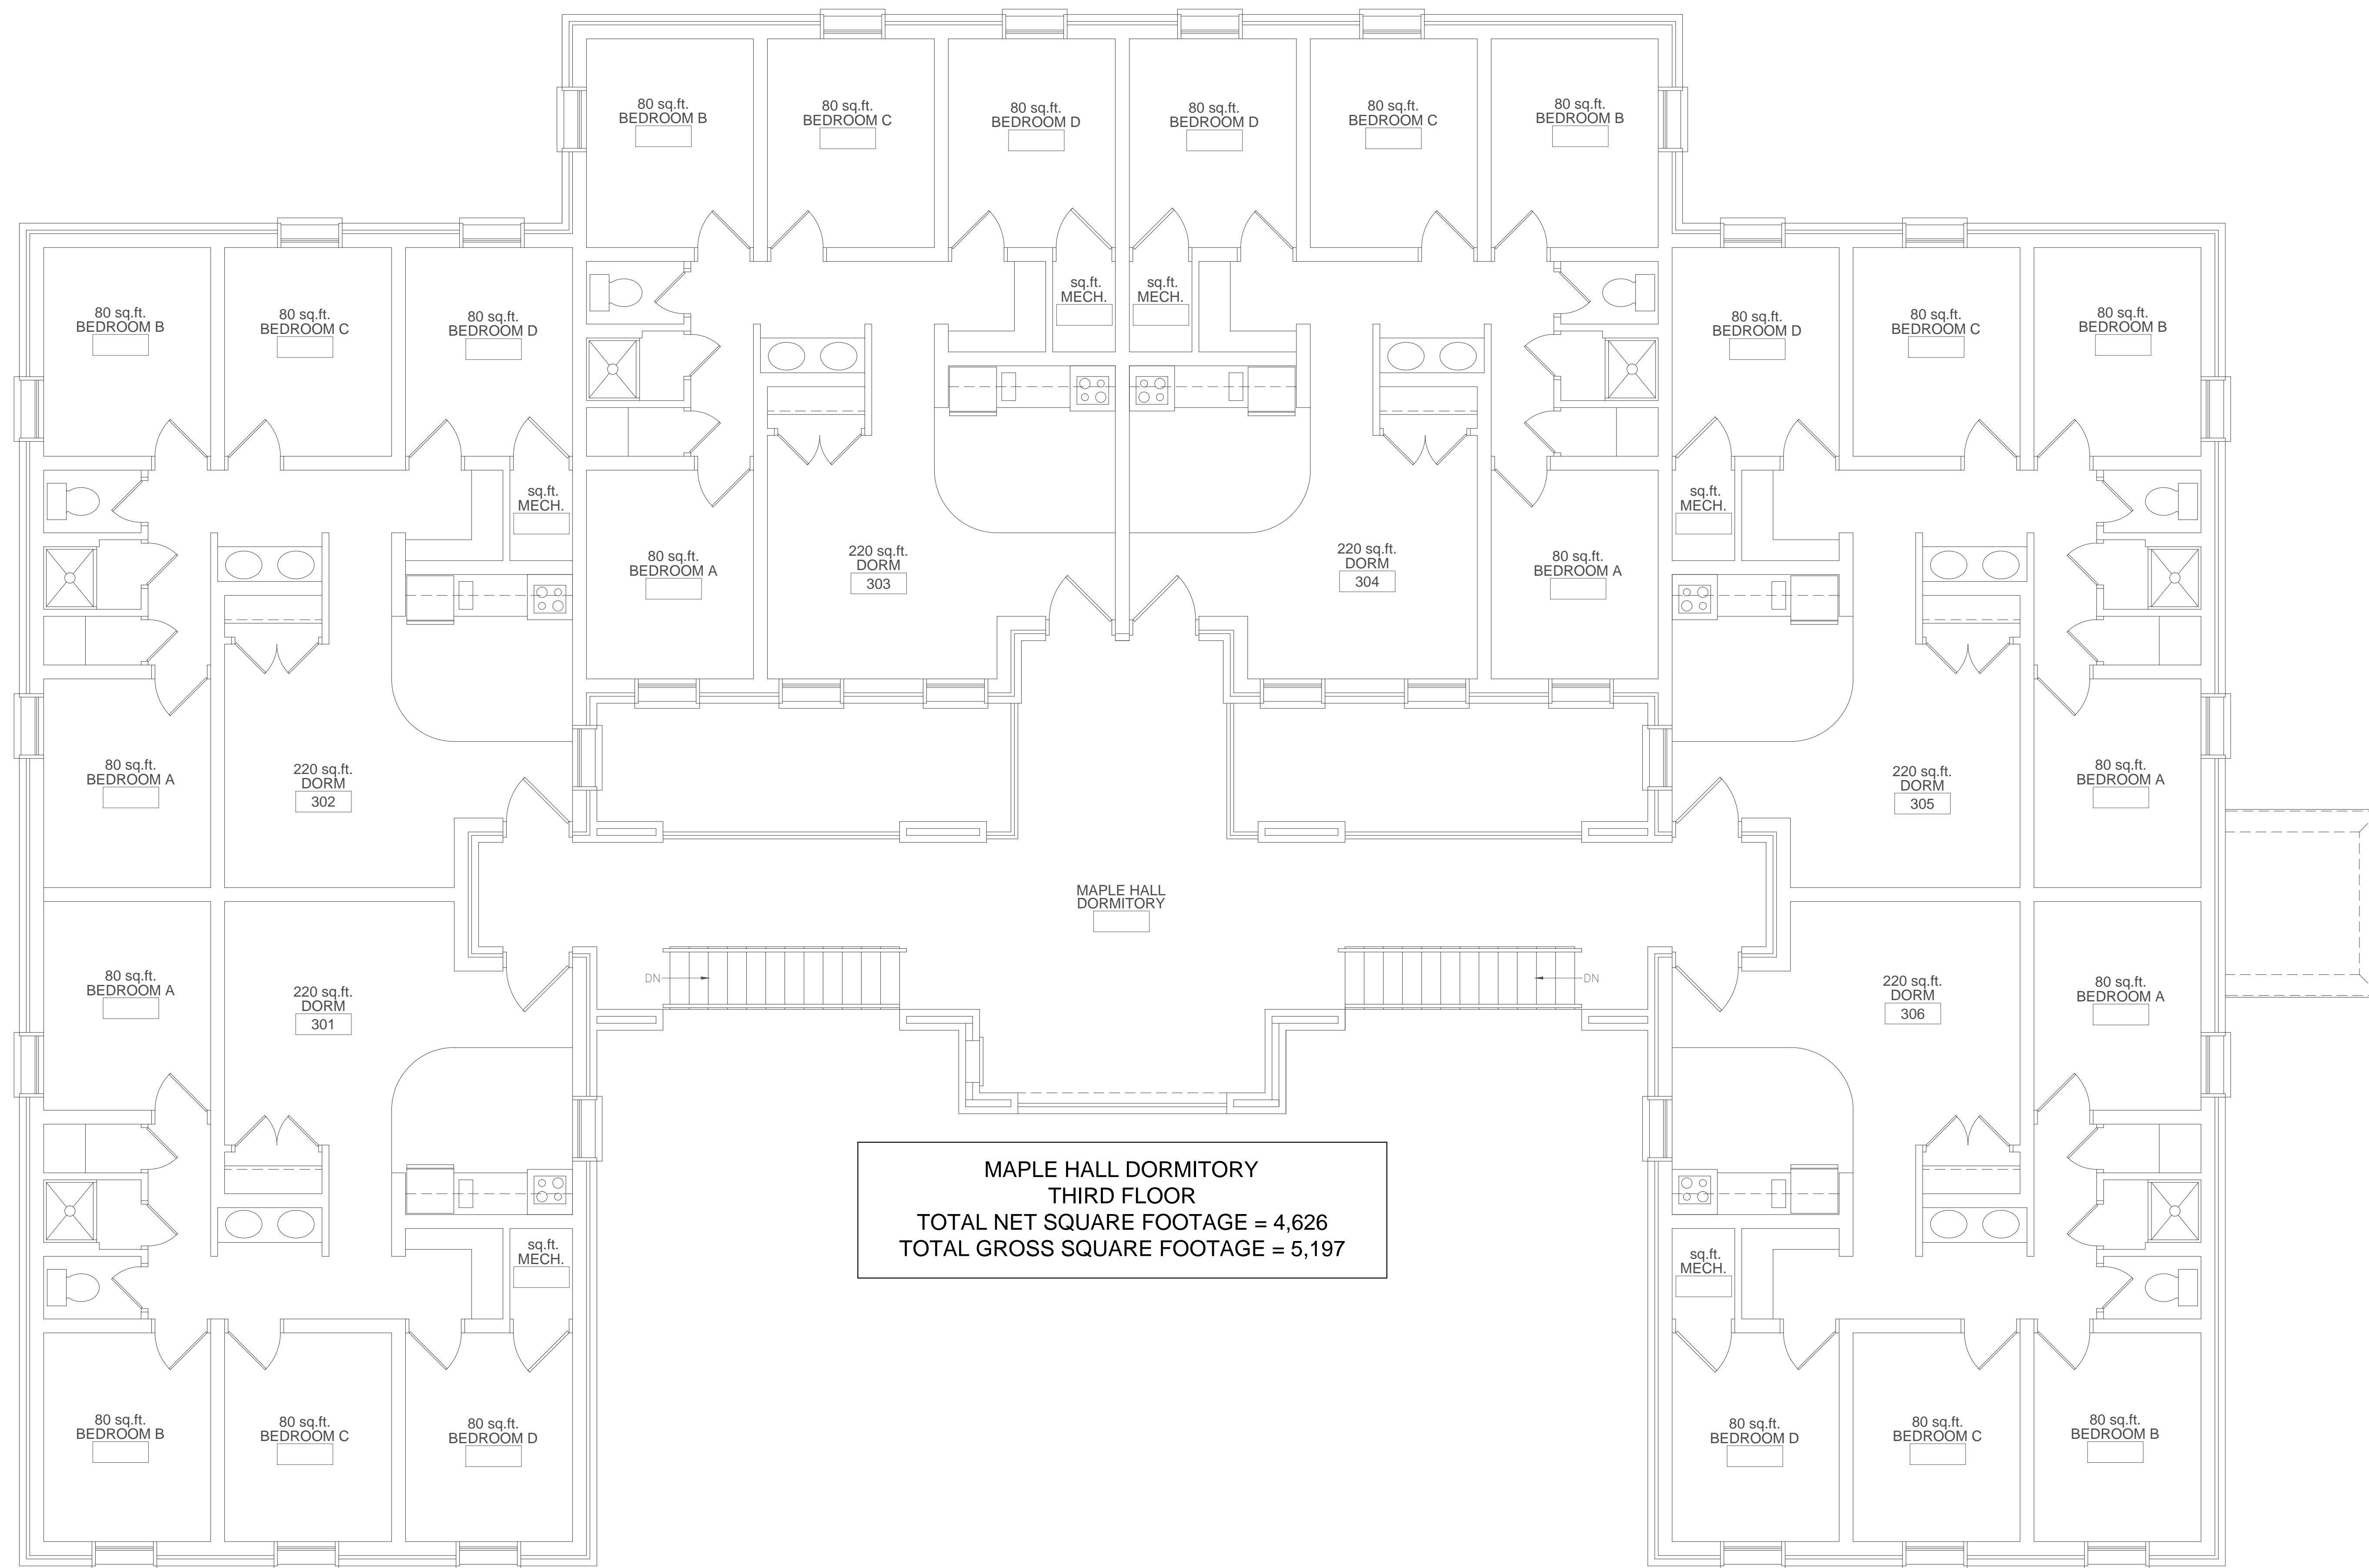 80 sq.ft.
BEDROOM B
80 sq.ft.
BEDROOM C
80 sq.ft.
BEDROOM D
80 sq.ft.
BEDROOM D
80 sq.ft.
BEDROOM C
80 sq.ft.
BEDROOM B
sq.ft.
MECH.
sq.ft.
MECH.
80 sq.ft.
BEDROOM B
80 sq.ft.
BEDROOM C
80 sq.ft.
BEDROOM D
80 sq.ft.
BEDROOM D
80 sq.ft.
BEDROOM C
80 sq.ft.
BEDROOM B
sq.ft.
MECH.
sq.ft.
MECH.
80 sq.ft.
BEDROOM A
220 sq.ft.
DORM
303
220 sq.ft.
DORM
304
80 sq.ft.
BEDROOM A
80 sq.ft.
BEDROOM A
220 sq.ft.
DORM
302
220 sq.ft.
DORM
305
80 sq.ft.
BEDROOM A
MAPLE HALL
DORMITORY
80 sq.ft.
BEDROOM A
220 sq.ft.
DORM
301
DN
DN
220 sq.ft.
DORM
306
80 sq.ft.
BEDROOM A
MAPLE HALL DORMITORY
THIRD FLOOR
TOTAL NET SQUARE FOOTAGE = 4,626
TOTAL GROSS SQUARE FOOTAGE = 5,197
sq.ft.
MECH.
sq.ft.
MECH.
80 sq.ft.
BEDROOM B
80 sq.ft.
BEDROOM C
80 sq.ft.
BEDROOM D
80 sq.ft.
BEDROOM D
80 sq.ft.
BEDROOM C
80 sq.ft.
BEDROOM B